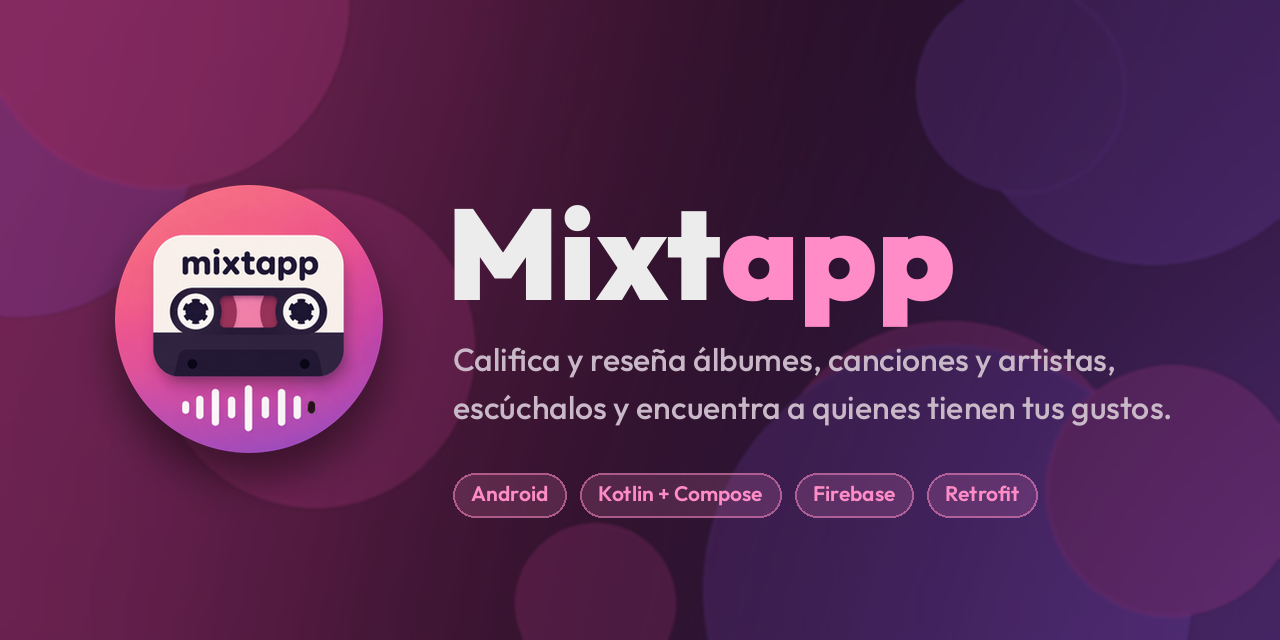 mixtapp
Mixtapp
Califica y reseña álbumes, canciones y artistas,
escúchalos y encuentra a quienes tienen tus gustos.
Android
Kotlin + Compose
Firebase
Retrofit